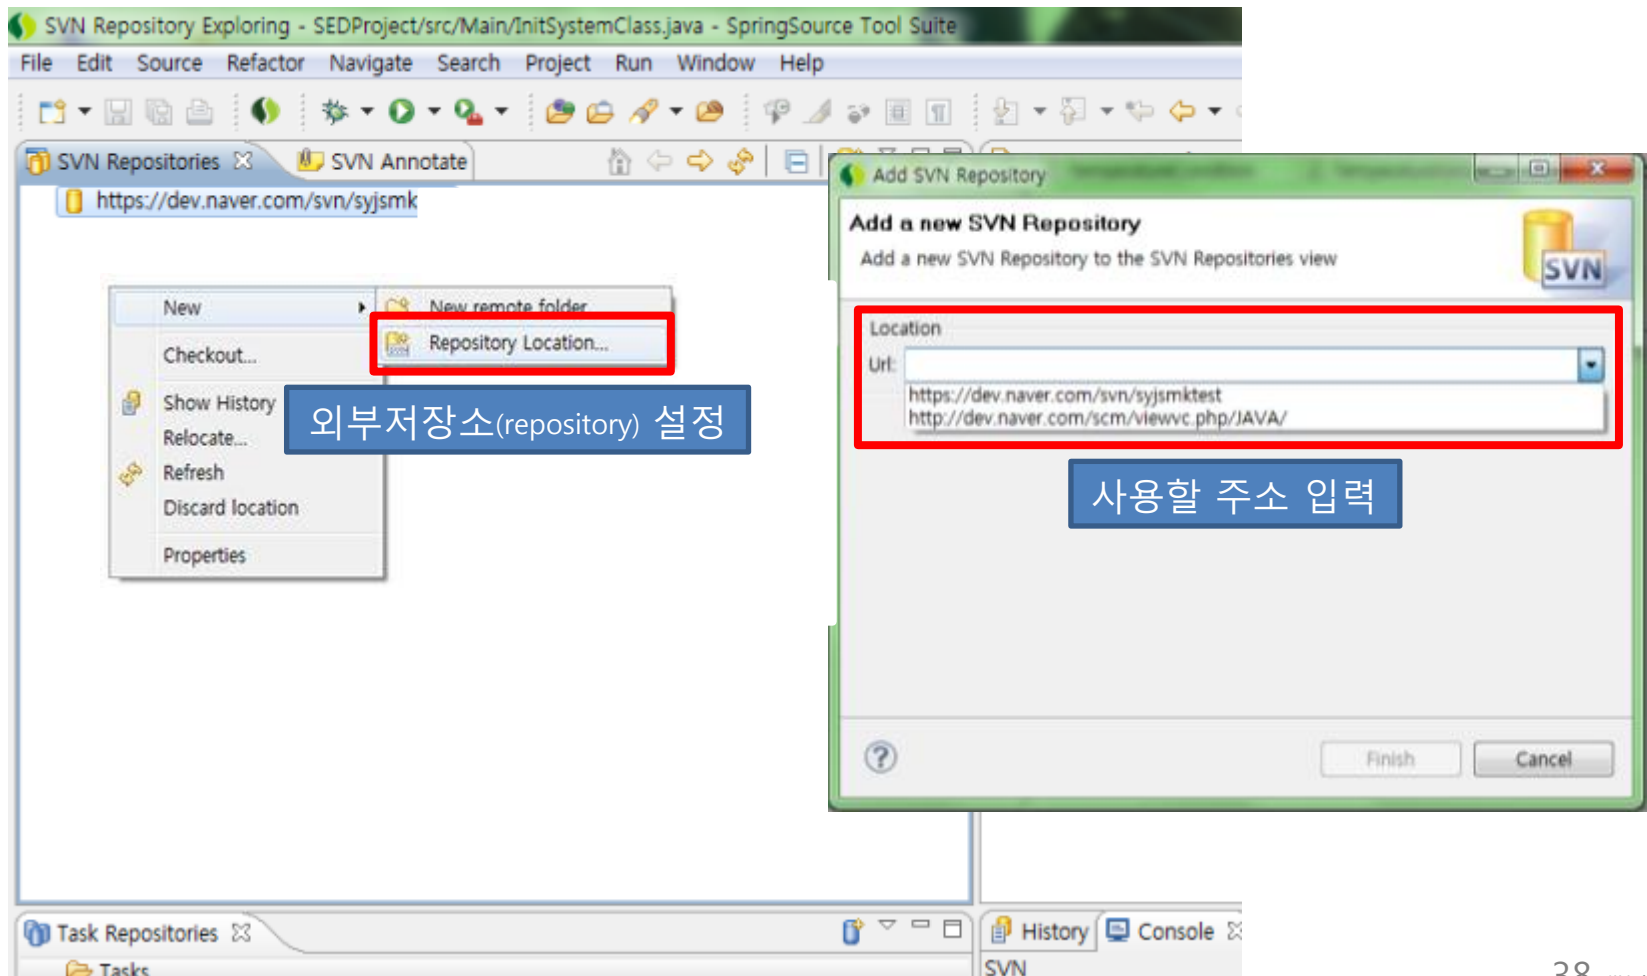 SVN Repository Exploring - SEDProject/src/Main/InitSystemClass.java - SpringSource Tool Suite
File Edit Source Refactor Navigate Search Project Run Window Help
SVN Repositories
SVN Annotate
https://dev.naver.com/svn/syjsmk
New
Checkout...
Show History
Relocate...
Refresh
Discard location
Properties
New remote folder
Repository Location...
외부저장소(repository) 설정
Add SVN Repository
Add a new SVN Repository
Add a new SVN Repository to the SVN Repositories view
SVN
Location
Url:
https://dev.naver.com/svn/syjsmktest
http://dev.naver.com/scm/viewvc.php/JAVA/
사용할 주소 입력
Finish Cancel
Task Repositories
Tasks
History
Console
SVN
38